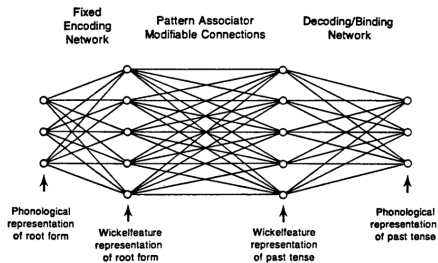 Fixed
Encoding
Network
Pattern Associator
Modifiable Connections
Decoding/Binding
Network
Phonological
representation
of root form
Wickelfeature
representation
of root form
Wickelfeature
representation
of past tense
Phonological
representation
of past tense